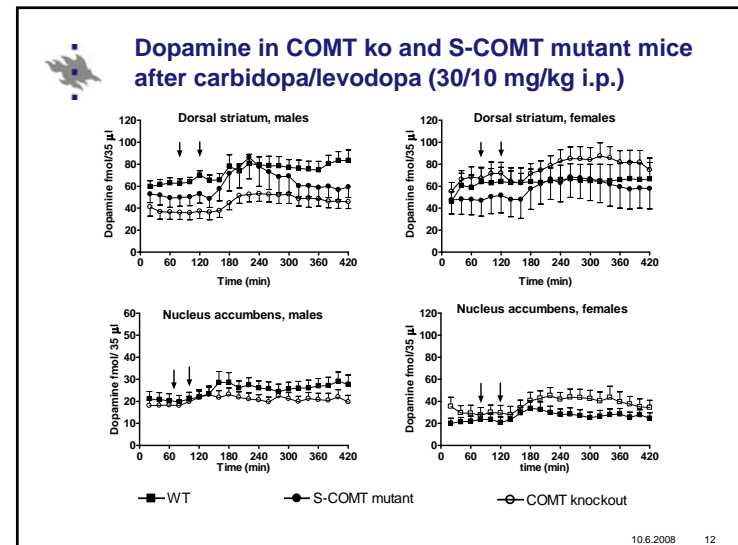 Dopamine in COMT ko and S-COMT mutant mice
after carbidopa/levodopa (30/10 mg/kg i.p.)
Dorsal striatum, males
120
100
80
60
40
20
0
Dopamine fmol/35 µl
0 60 120 180 240 300 360 420
Time (min)
Dorsal striatum, females
120
100
80
60
40
20
0
Dopamine fmol/35 µl
0 60 120 180 240 300 360 420
Time (min)
Nucleus accumbens, males
60
50
40
30
20
10
0
Dopamine fmol/ 35 µl
0 60 120 180 240 300 360 420
Time (min)
Nucleus accumbens, females
120
100
80
60
40
20
0
Dopamine fmol/35 µl
0 60 120 180 240 300 360 420
time (min)
WT
S-COMT mutant
COMT knockout
10.6.2008 12